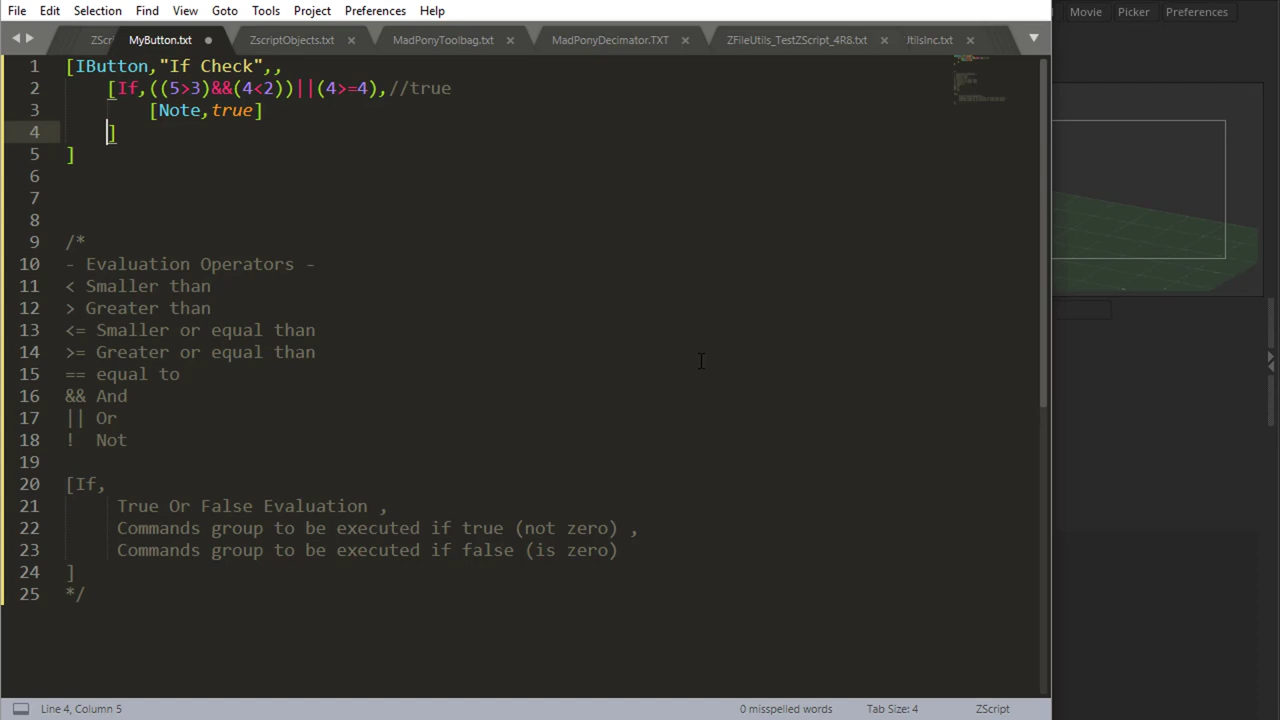 File Edit Selection Find View Goto Tools Project Preferences Help
Movie Picker Preferences
ZScr MyButton.txt ZscriptObjects.txt MadPonyToolbag.txt MadPonyDecimator.TXT ZFileUtils_TestZScript_4R8.txt UtilsInc.txt
1 [IButton,"If Check",,
2 [If,((5>3)&&(4<2))||(4>=4),//true
3 [Note,true]
4 ]
5 ]
6
7
8
9 /*
10 - Evaluation Operators -
11 < Smaller than
12 > Greater than
13 <= Smaller or equal than
14 >= Greater or equal than
15 == equal to
16 && And
17 || Or
18 ! Not
19
20 [If,
21 True Or False Evaluation ,
22 Commands group to be executed if true (not zero) ,
23 Commands group to be executed if false (is zero)
24 ]
25 */
Line 4, Column 5 0 misspelled words Tab Size: 4 ZScript